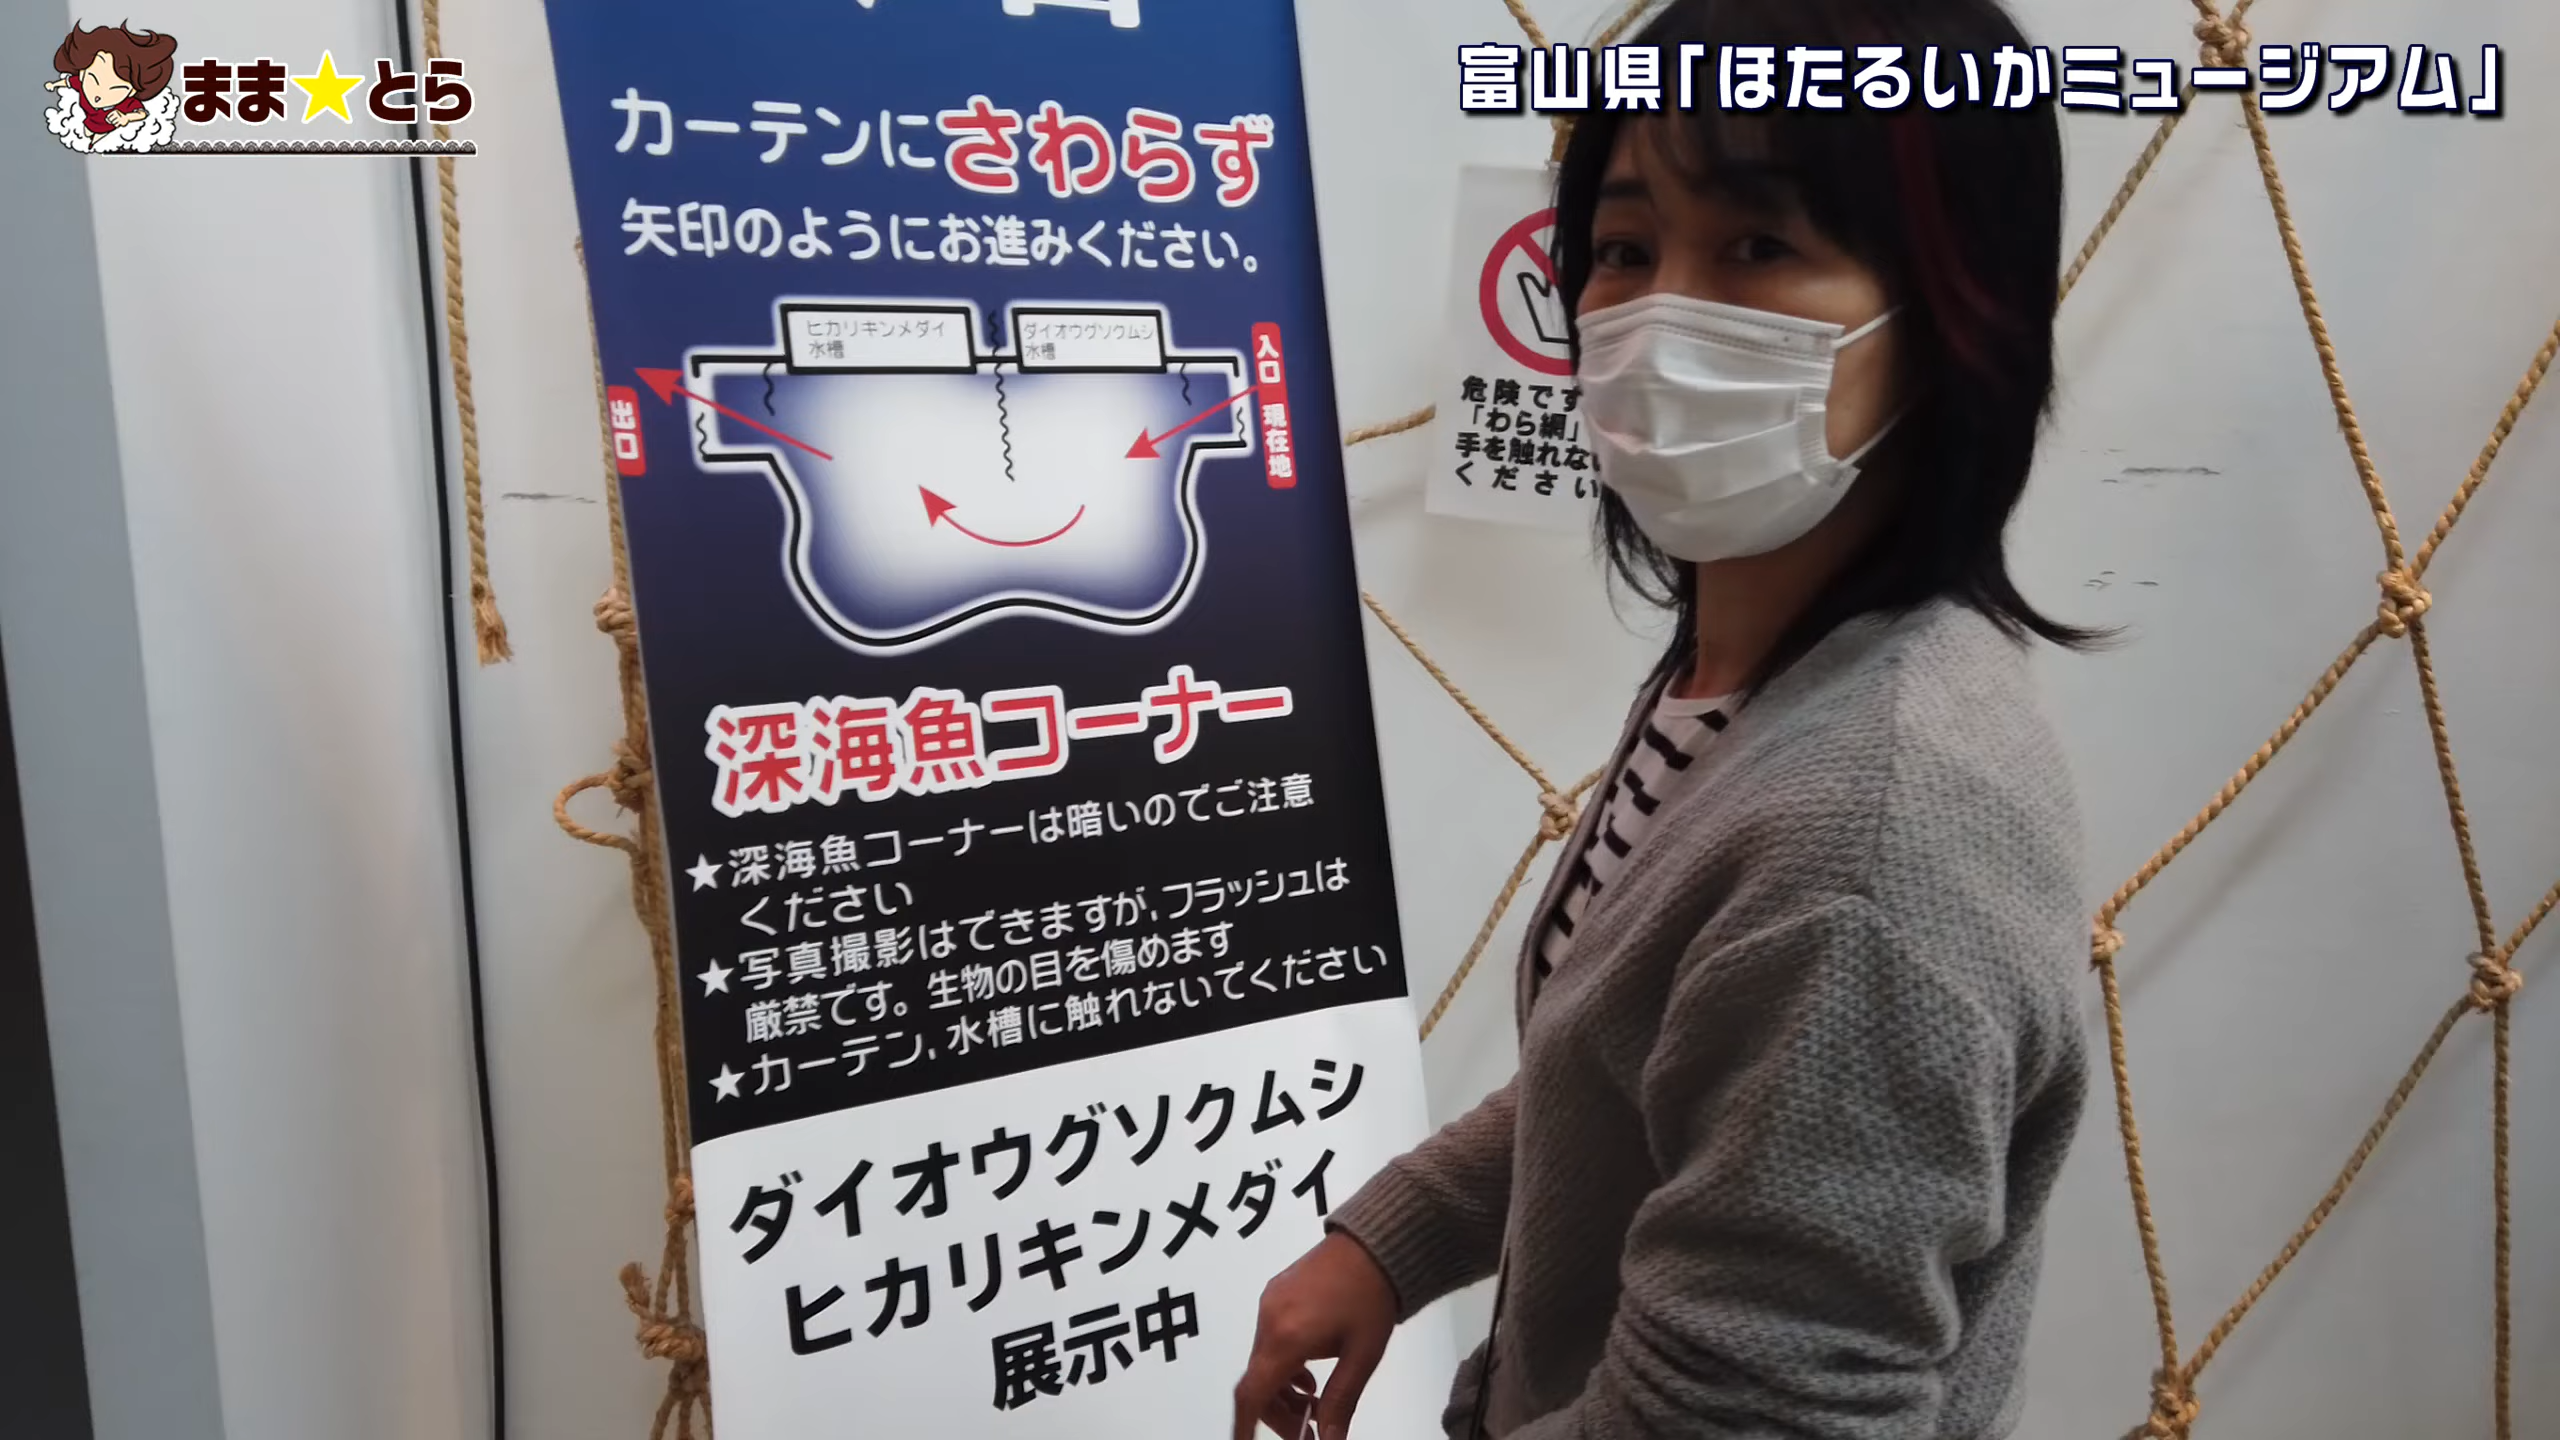 まま★とら
富山県「ほたるいかミュージアム」
カーテンにさわらず
矢印のようにお進みください。
ヒカリキンメダイ
水槽
ダイオウグソクムシ
水槽
入口 現在地
出口
深海魚コーナー
★深海魚コーナーは暗いのでご注意
ください
★写真撮影はできますが、フラッシュは
厳禁です。生物の目を傷めます
★カーテン、水槽に触れないでください
ダイオウグソクムシ
ヒカリキンメダイ
展示中
危険です
「わら網」
手を触れない
ください